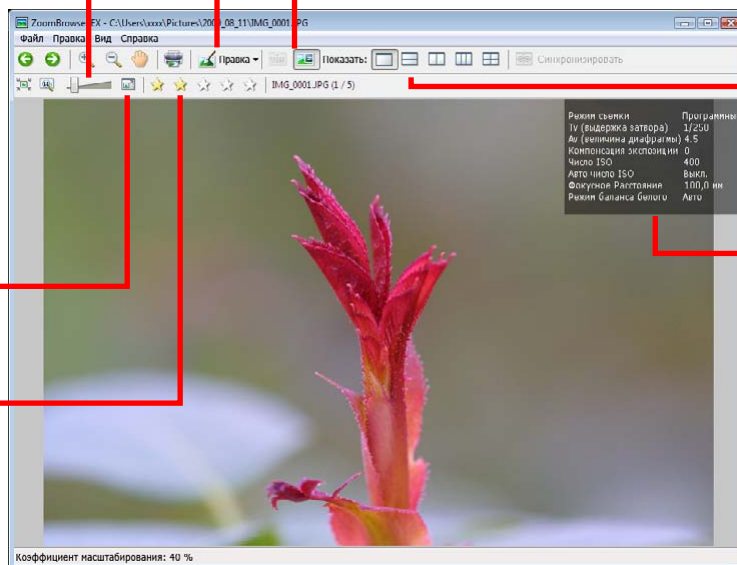 ZoomBrowser EX - C:\Users\xxxx\Pictures\2009_08_11\IMG_0001.JPG
Файл Правка Вид Справка
Правка Показать: Синхронизировать
IMG_0001.JPG (1 / 5)
Режим съемки Программный
Tv (выдержка затвора) 1/250
Av (величина диафрагмы) 4.5
Компенсация экспозиции 0
Число ISO 400
Авто число ISO Выкл.
Фокусное Расстояние 100,0 мм
Режим баланса белого Авто
Коэффициент масштабирования: 40 %